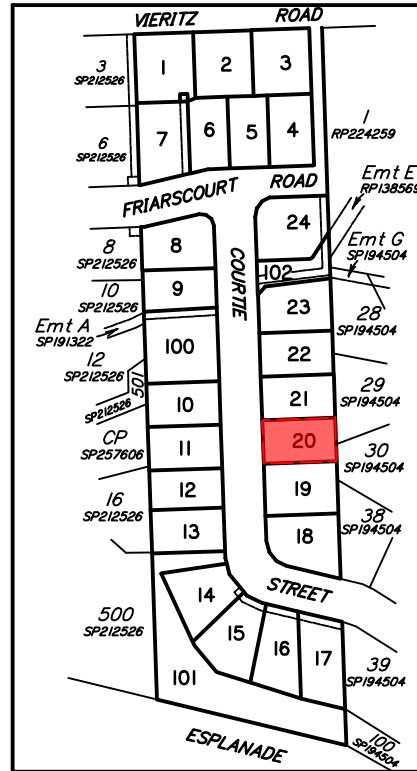 VIERITZ ROAD
3
SP212526
1
2
3
6
SP212526
7
6
5
4
1
RP224259
FRIARSCOURT ROAD
Emt E
RP138569
24
Emt G
SP194504
8
SP212526
8
COURTIE
102
10
SP212526
9
23
28
SP194504
Emt A
SP191322
100
22
12
SP212526
501
SP212526
29
SP194504
21
10
20
30
SP194504
CP
SP257606
11
19
16
SP212526
12
38
SP194504
13
18
STREET
14
500
SP212526
15
16
17
39
SP194504
101
100
SP194504
ESPLANADE